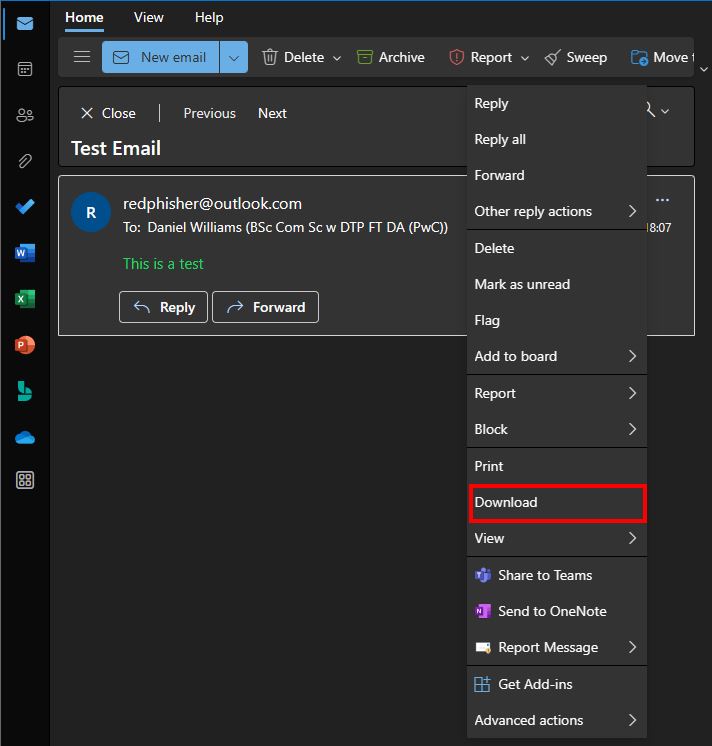 Home View Help
New email Delete Archive Report Sweep Move t
Close Previous Next
Test Email
R
redphisher@outlook.com
To: Daniel Williams (BSc Com Sc w DTP FT DA (PwC))
18:07
This is a test
Reply Forward
Reply
Reply all
Forward
Other reply actions
Delete
Mark as unread
Flag
Add to board
Report
Block
Print
Download
View
Share to Teams
Send to OneNote
Report Message
Get Add-ins
Advanced actions